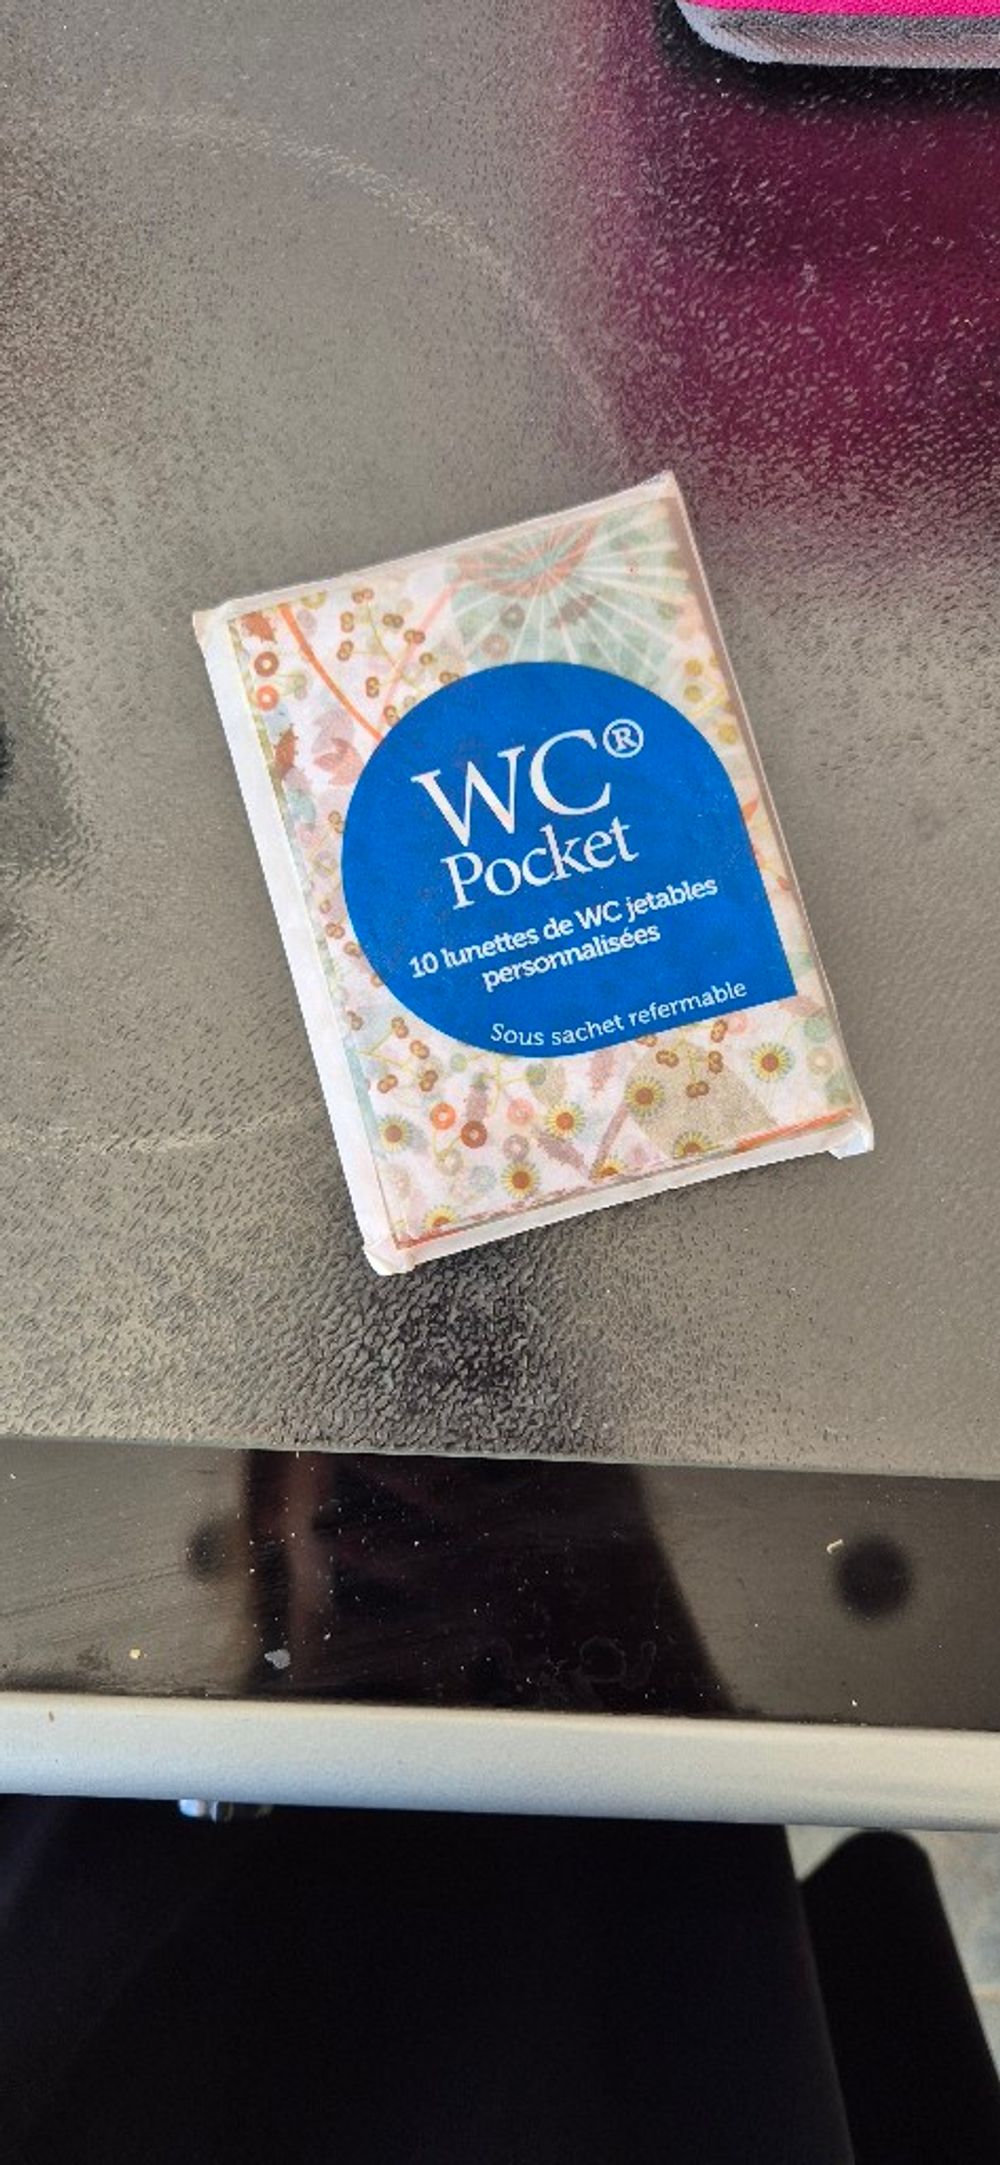 WC®
Pocket
10 lunettes de WC jetables
personnalisées
Sous sachet refermable